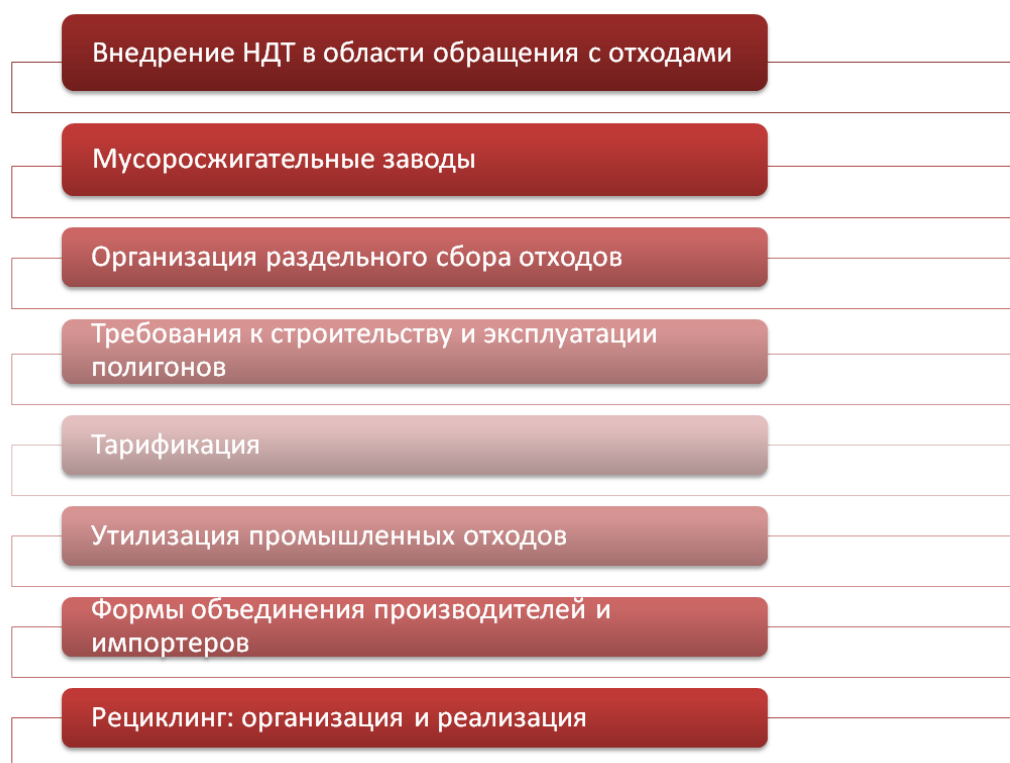 Внедрение НДТ в области обращения с отходами
Мусоросжигательные заводы
Организация раздельного сбора отходов
Требования к строительству и эксплуатации
полигонов
Тарификация
Утилизация промышленных отходов
Формы объединения производителей и
импортеров
Рециклинг: организация и реализация